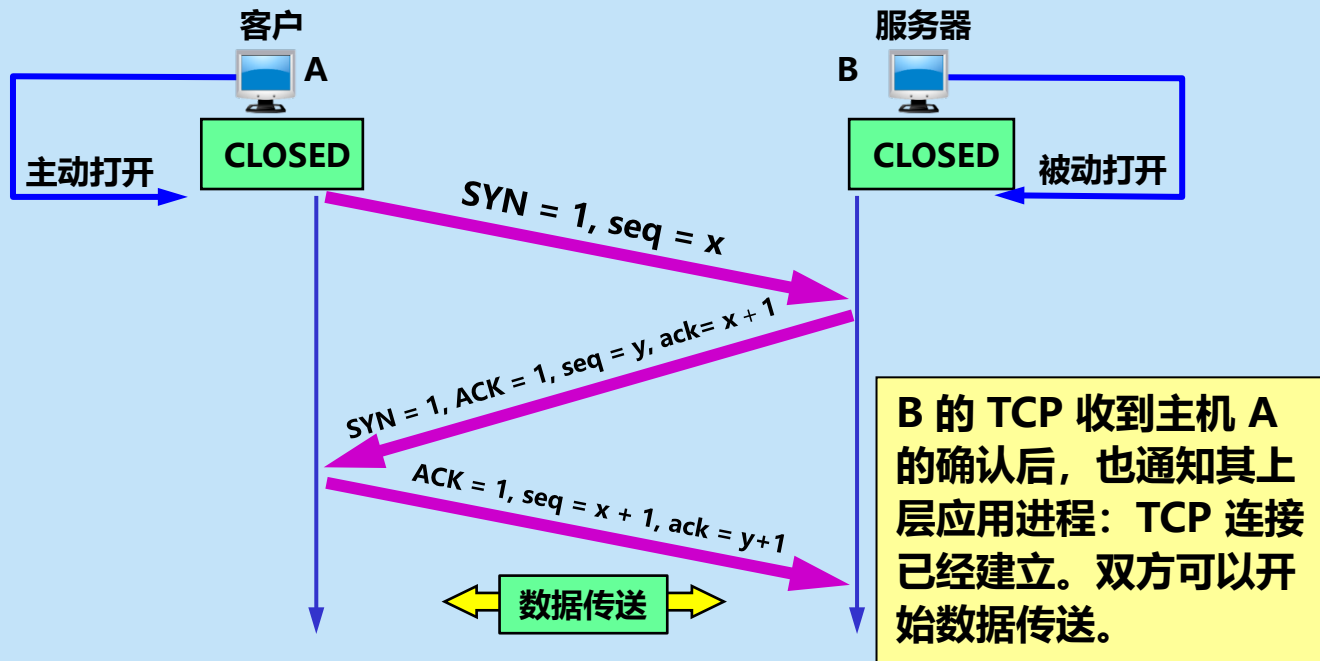 客户
服务器
A
B
CLOSED
CLOSED
主动打开
被动打开
SYN = 1, seq = x
SYN = 1, ACK = 1, seq = y, ack= x + 1
ACK = 1, seq = x + 1, ack = y+1
数据传送
B 的 TCP 收到主机 A
的确认后，也通知其上
层应用进程：TCP 连接
已经建立。双方可以开
始数据传送。